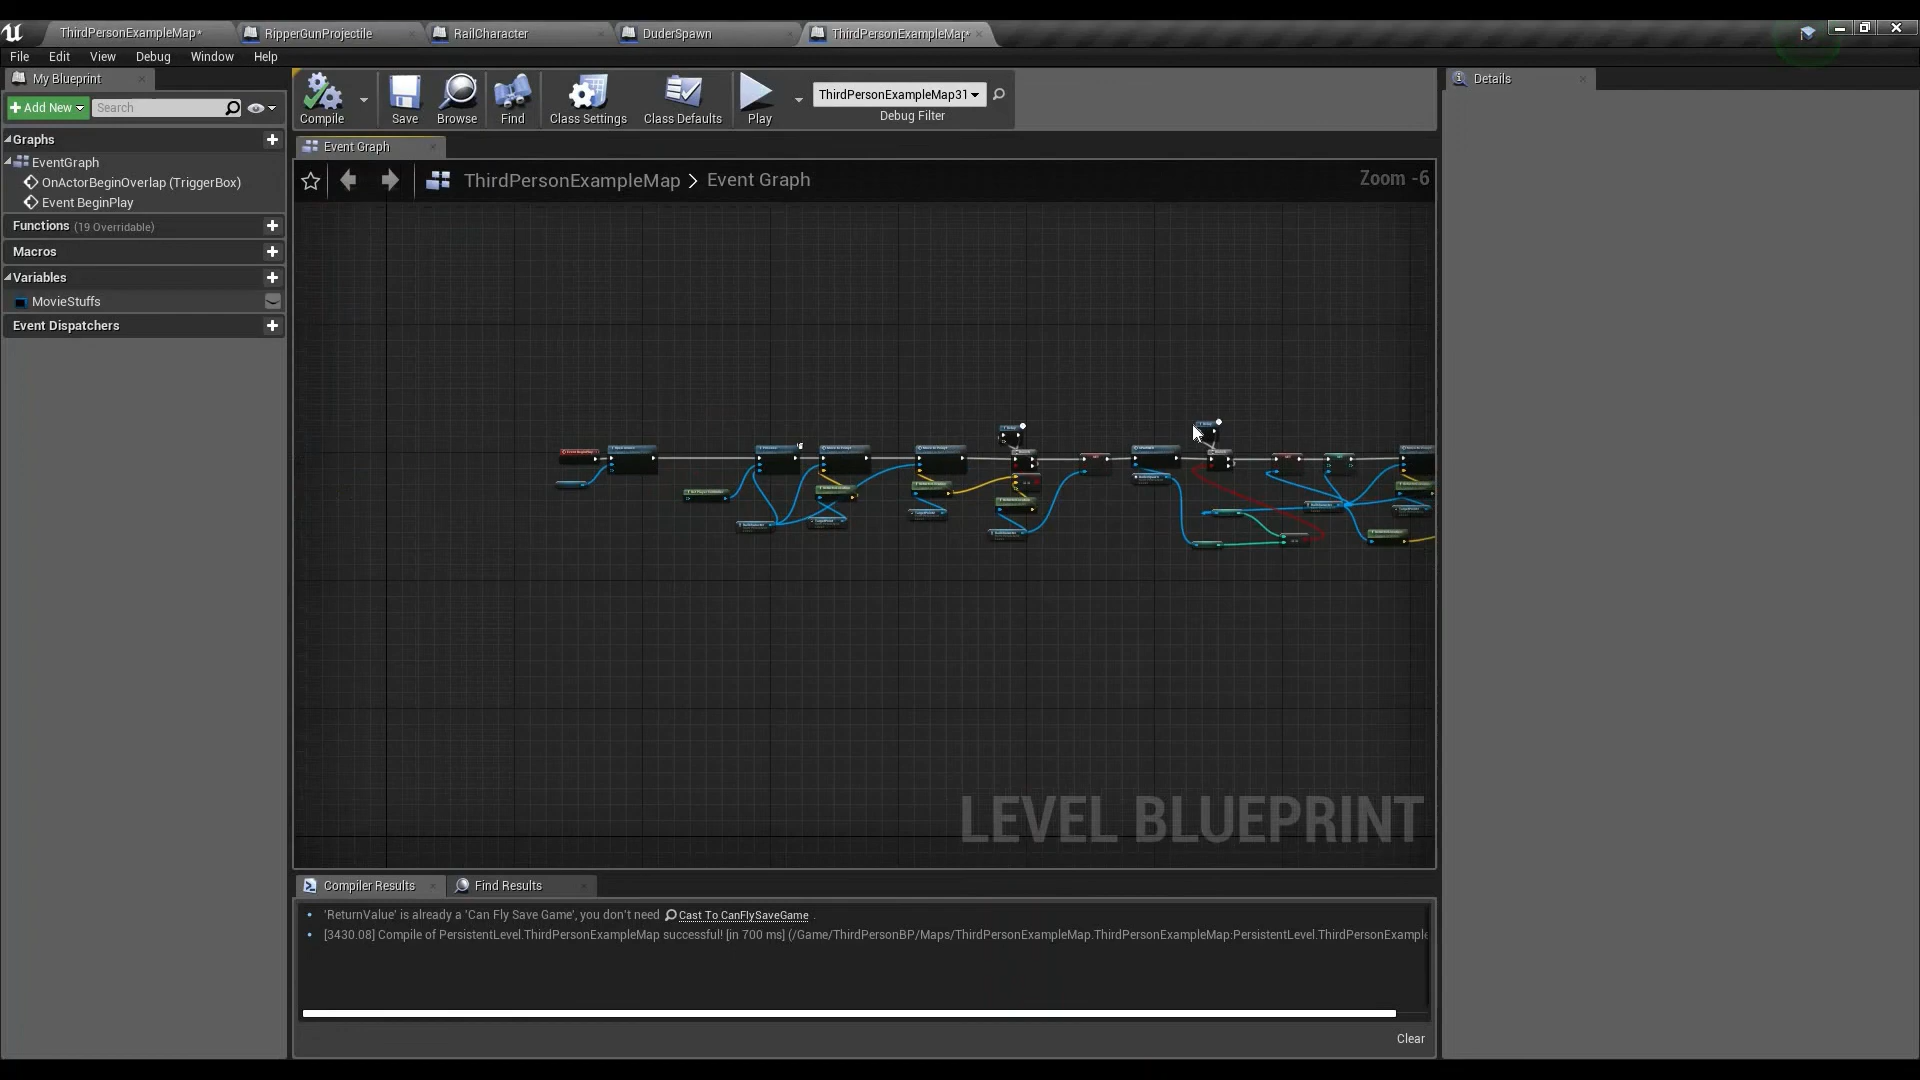 ThirdPersonExampleMap*
RipperGunProjectile
RailCharacter
DuderSpawn
ThirdPersonExampleMap*
File Edit View Debug Window Help
My Blueprint
Add New
Search
Graphs
EventGraph
OnActorBeginOverlap (TriggerBox)
Event BeginPlay
Functions (19 Overridable)
Macros
Variables
MovieStuffs
Event Dispatchers
Compile
Save
Browse
Find
Class Settings
Class Defaults
Play
ThirdPersonExampleMap31
Debug Filter
Event Graph
ThirdPersonExampleMap > Event Graph
Zoom -6
LEVEL BLUEPRINT
Compiler Results
Find Results
'ReturnValue' is already a 'Can Fly Save Game', you don't need Cast To CanFlySaveGame .
[3430.08] Compile of PersistentLevel.ThirdPersonExampleMap successful! [in 700 ms] (/Game/ThirdPersonBP/Maps/ThirdPersonExampleMap.ThirdPersonExampleMap:PersistentLevel.ThirdPersonExample
Clear
Details